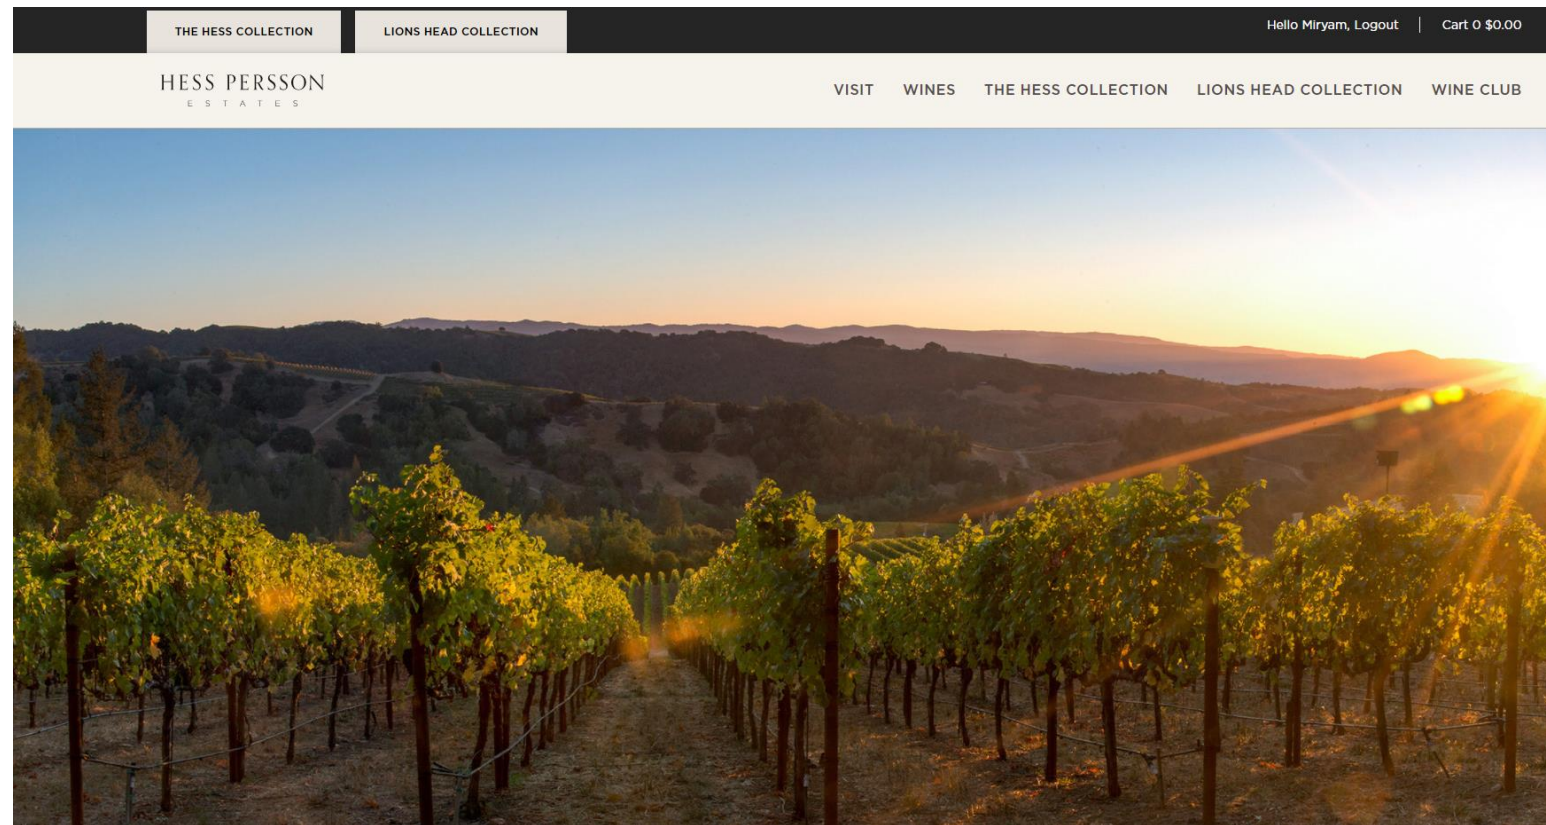 THE HESS COLLECTION
LIONS HEAD COLLECTION
Hello Miryam, Logout
Cart 0 $0.00
HESS PERSSON
ESTATES
VISIT
WINES
THE HESS COLLECTION
LIONS HEAD COLLECTION
WINE CLUB